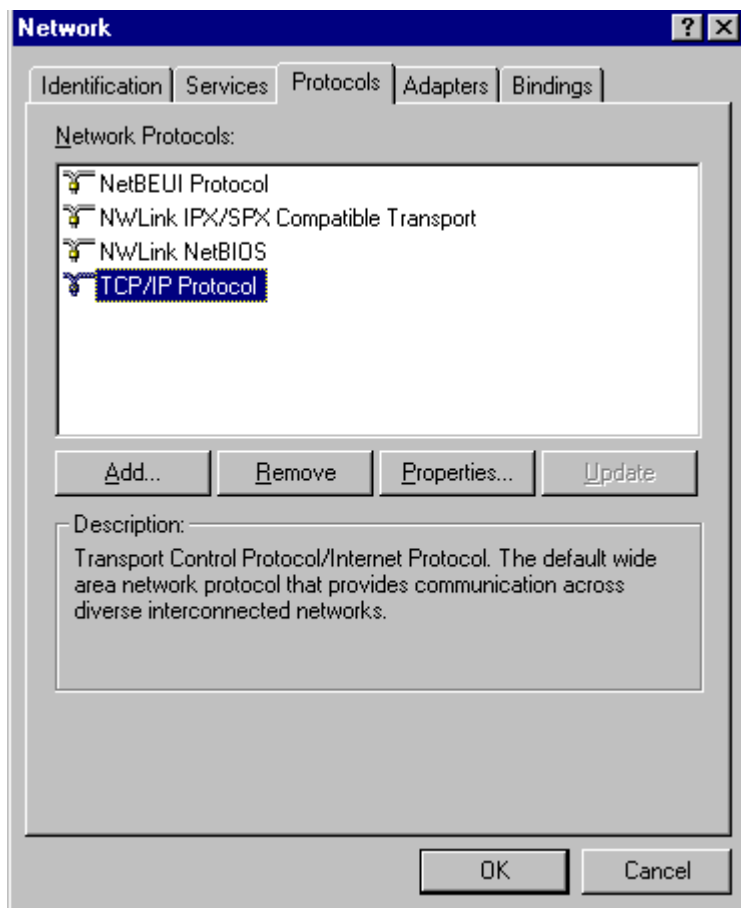 Network
Identification Services Protocols Adapters Bindings
Network Protocols:
NetBEUI Protocol
NWLink IPX/SPX Compatible Transport
NWLink NetBIOS
TCP/IP Protocol
Add... Remove Properties... Update
Description:
Transport Control Protocol/Internet Protocol. The default wide
area network protocol that provides communication across
diverse interconnected networks.
OK Cancel